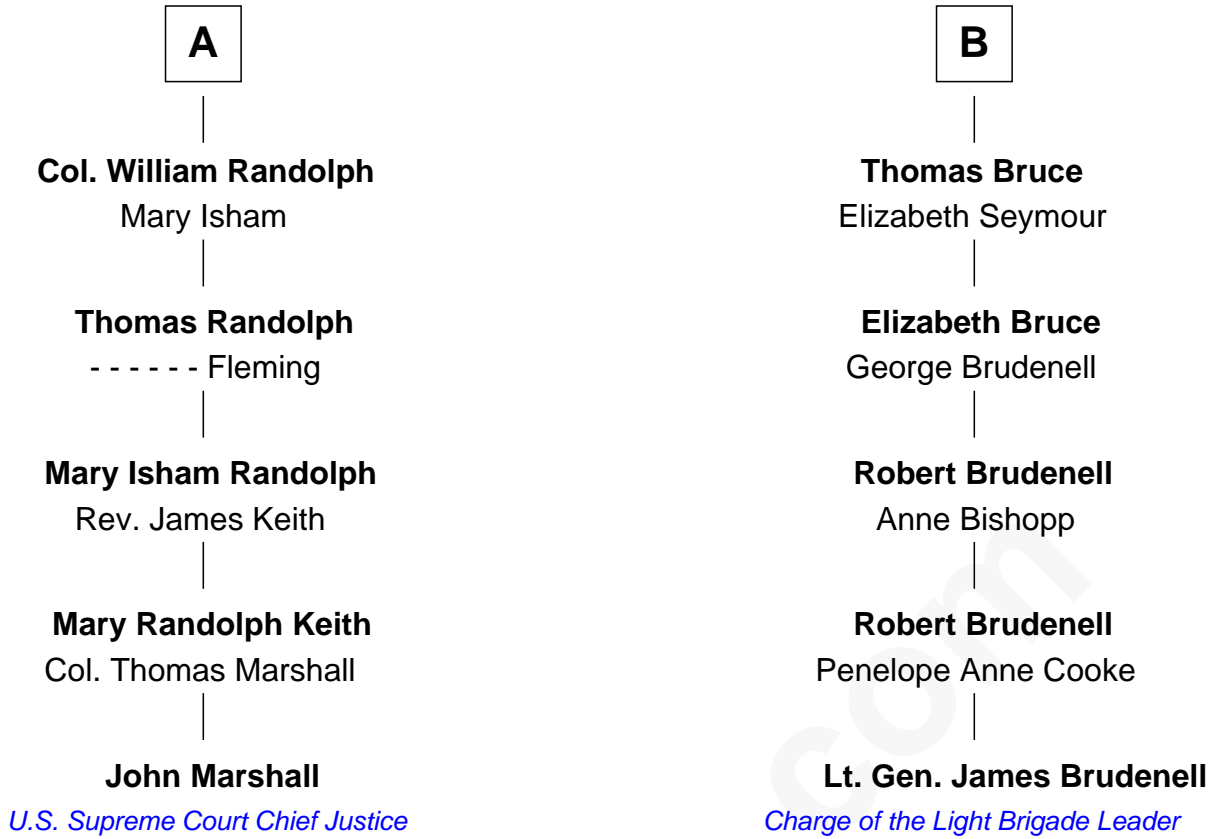 A
Col. William Randolph
Mary Isham
Thomas Randolph
- - - - - - Fleming
Mary Isham Randolph
Rev. James Keith
Mary Randolph Keith
Col. Thomas Marshall
John Marshall
U.S. Supreme Court Chief Justice
B
Thomas Bruce
Elizabeth Seymour
Elizabeth Bruce
George Brudenell
Robert Brudenell
Anne Bishopp
Robert Brudenell
Penelope Anne Cooke
Lt. Gen. James Brudenell
Charge of the Light Brigade Leader
com